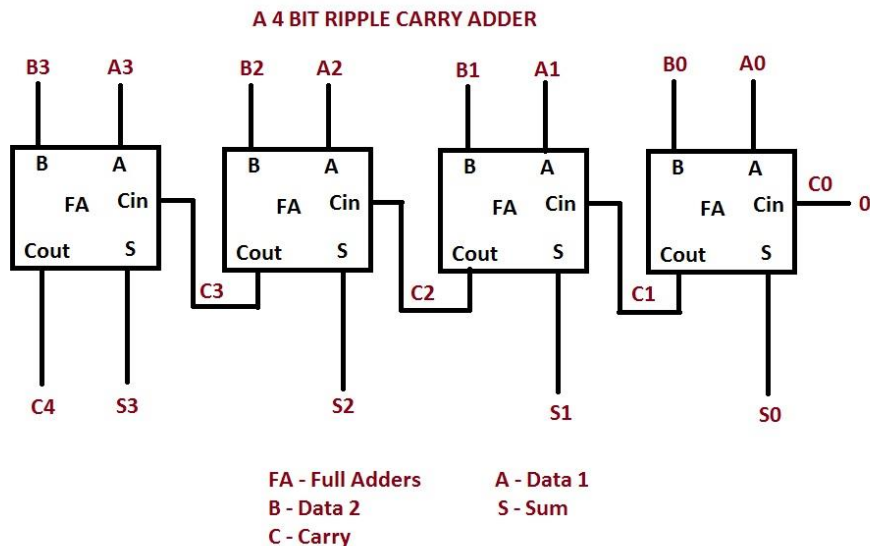 A 4 BIT RIPPLE CARRY ADDER
B3 A3 B2 A2 B1 A1 B0 A0
B A B A B A B A
C0
FA Cin FA Cin FA Cin FA Cin 0
Cout S Cout S Cout S Cout S
C3 C2 C1
C4 S3 S2 S1 S0
FA - Full Adders A - Data 1
B - Data 2 S - Sum
C - Carry